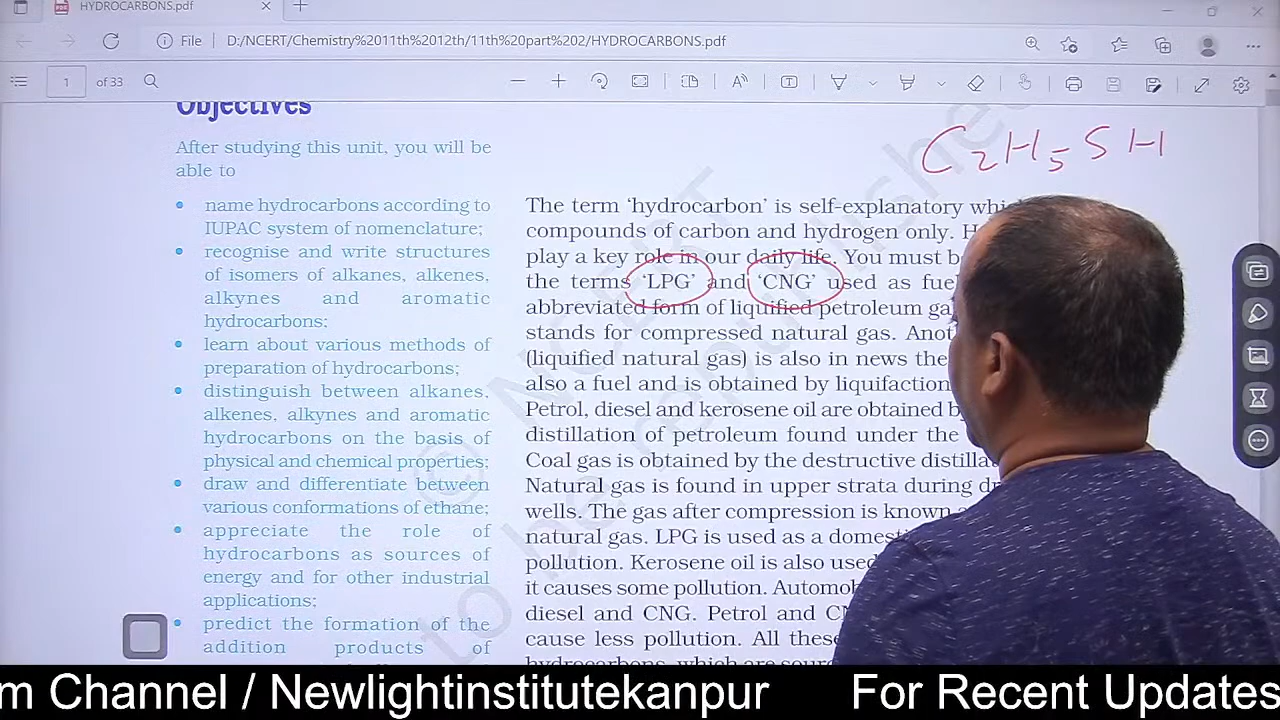 HYDROCARBONS.pdf
File D:/NCERT/Chemistry%2011th%2012th/11th%20part%202/HYDROCARBONS.pdf
1 of 33
Objectives
After studying this unit, you will be
able to
• name hydrocarbons according to
IUPAC system of nomenclature;
• recognise and write structures
of isomers of alkanes, alkenes,
alkynes and aromatic
hydrocarbons;
• learn about various methods of
preparation of hydrocarbons;
• distinguish between alkanes,
alkenes, alkynes and aromatic
hydrocarbons on the basis of
physical and chemical properties;
• draw and differentiate between
various conformations of ethane;
• appreciate the role of
hydrocarbons as sources of
energy and for other industrial
applications;
• predict the formation of the
addition products of
C2H5SH
The term ‘hydrocarbon’ is self-explanatory
compounds of carbon and hydrogen only.
play a key role in our daily life. You must
the terms ‘LPG’ and ‘CNG’ used as
abbreviated form of liquified petroleum
stands for compressed natural gas.
(liquified natural gas) is also in news
also a fuel and is obtained by liquifaction
Petrol, diesel and kerosene oil are obtained
distillation of petroleum found under the
Coal gas is obtained by the destructive
Natural gas is found in upper strata during
wells. The gas after compression is known
natural gas. LPG is used as a
pollution. Kerosene oil is also used
it causes some pollution.
diesel and CNG. Petrol and
cause less pollution. All these
hydrocarbons, which are
© NCERT
m Channel / Newlightinstitutekanpur For Recent Updates